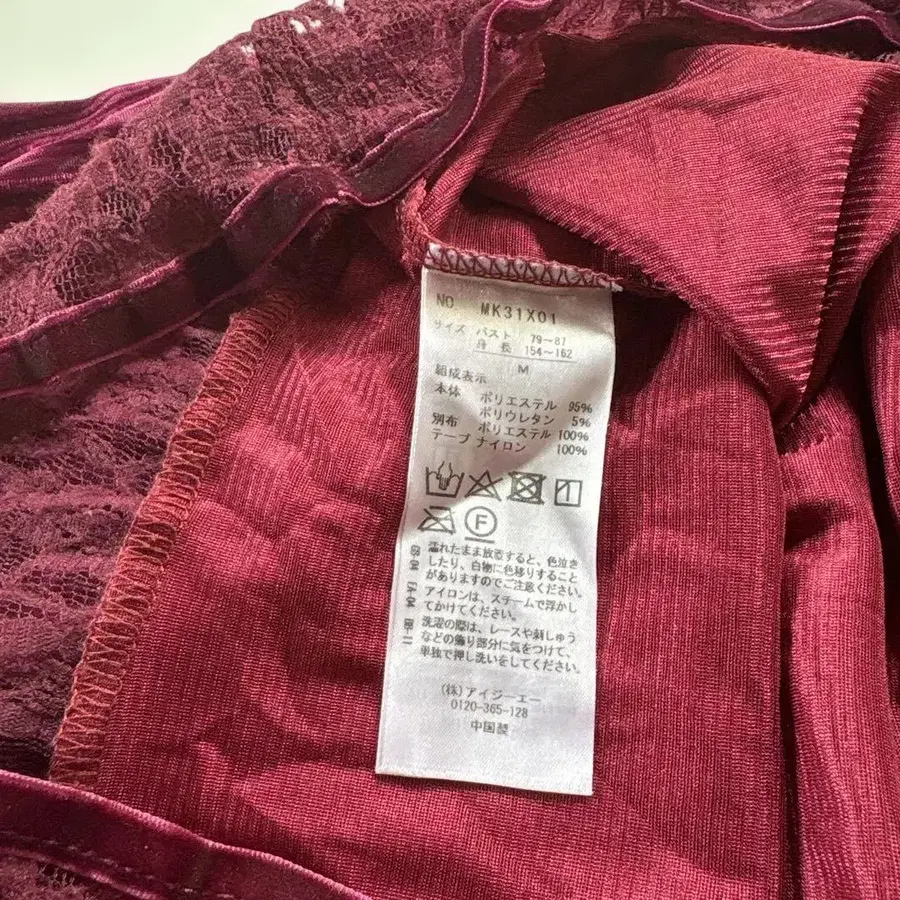 NO. MK31X01
サイズ バスト 79~87
身長 154~162
M
組成表示
本体 ポリエステル 95%
ポリウレタン 5%
別布 ポリエステル 100%
テープ ナイロン 100%
F
濡れたまま放置すると、色泣き
したり、白物に色移りすること
がありますのでご注意ください。
アイロンは、スチームで浮かし
てかけてください。
洗濯の際は、レースや刺しゅう
などの飾り部分に気をつけて、
単独で押し洗いをしてください。
(株)アイジーエー
0120-365-128
中国製